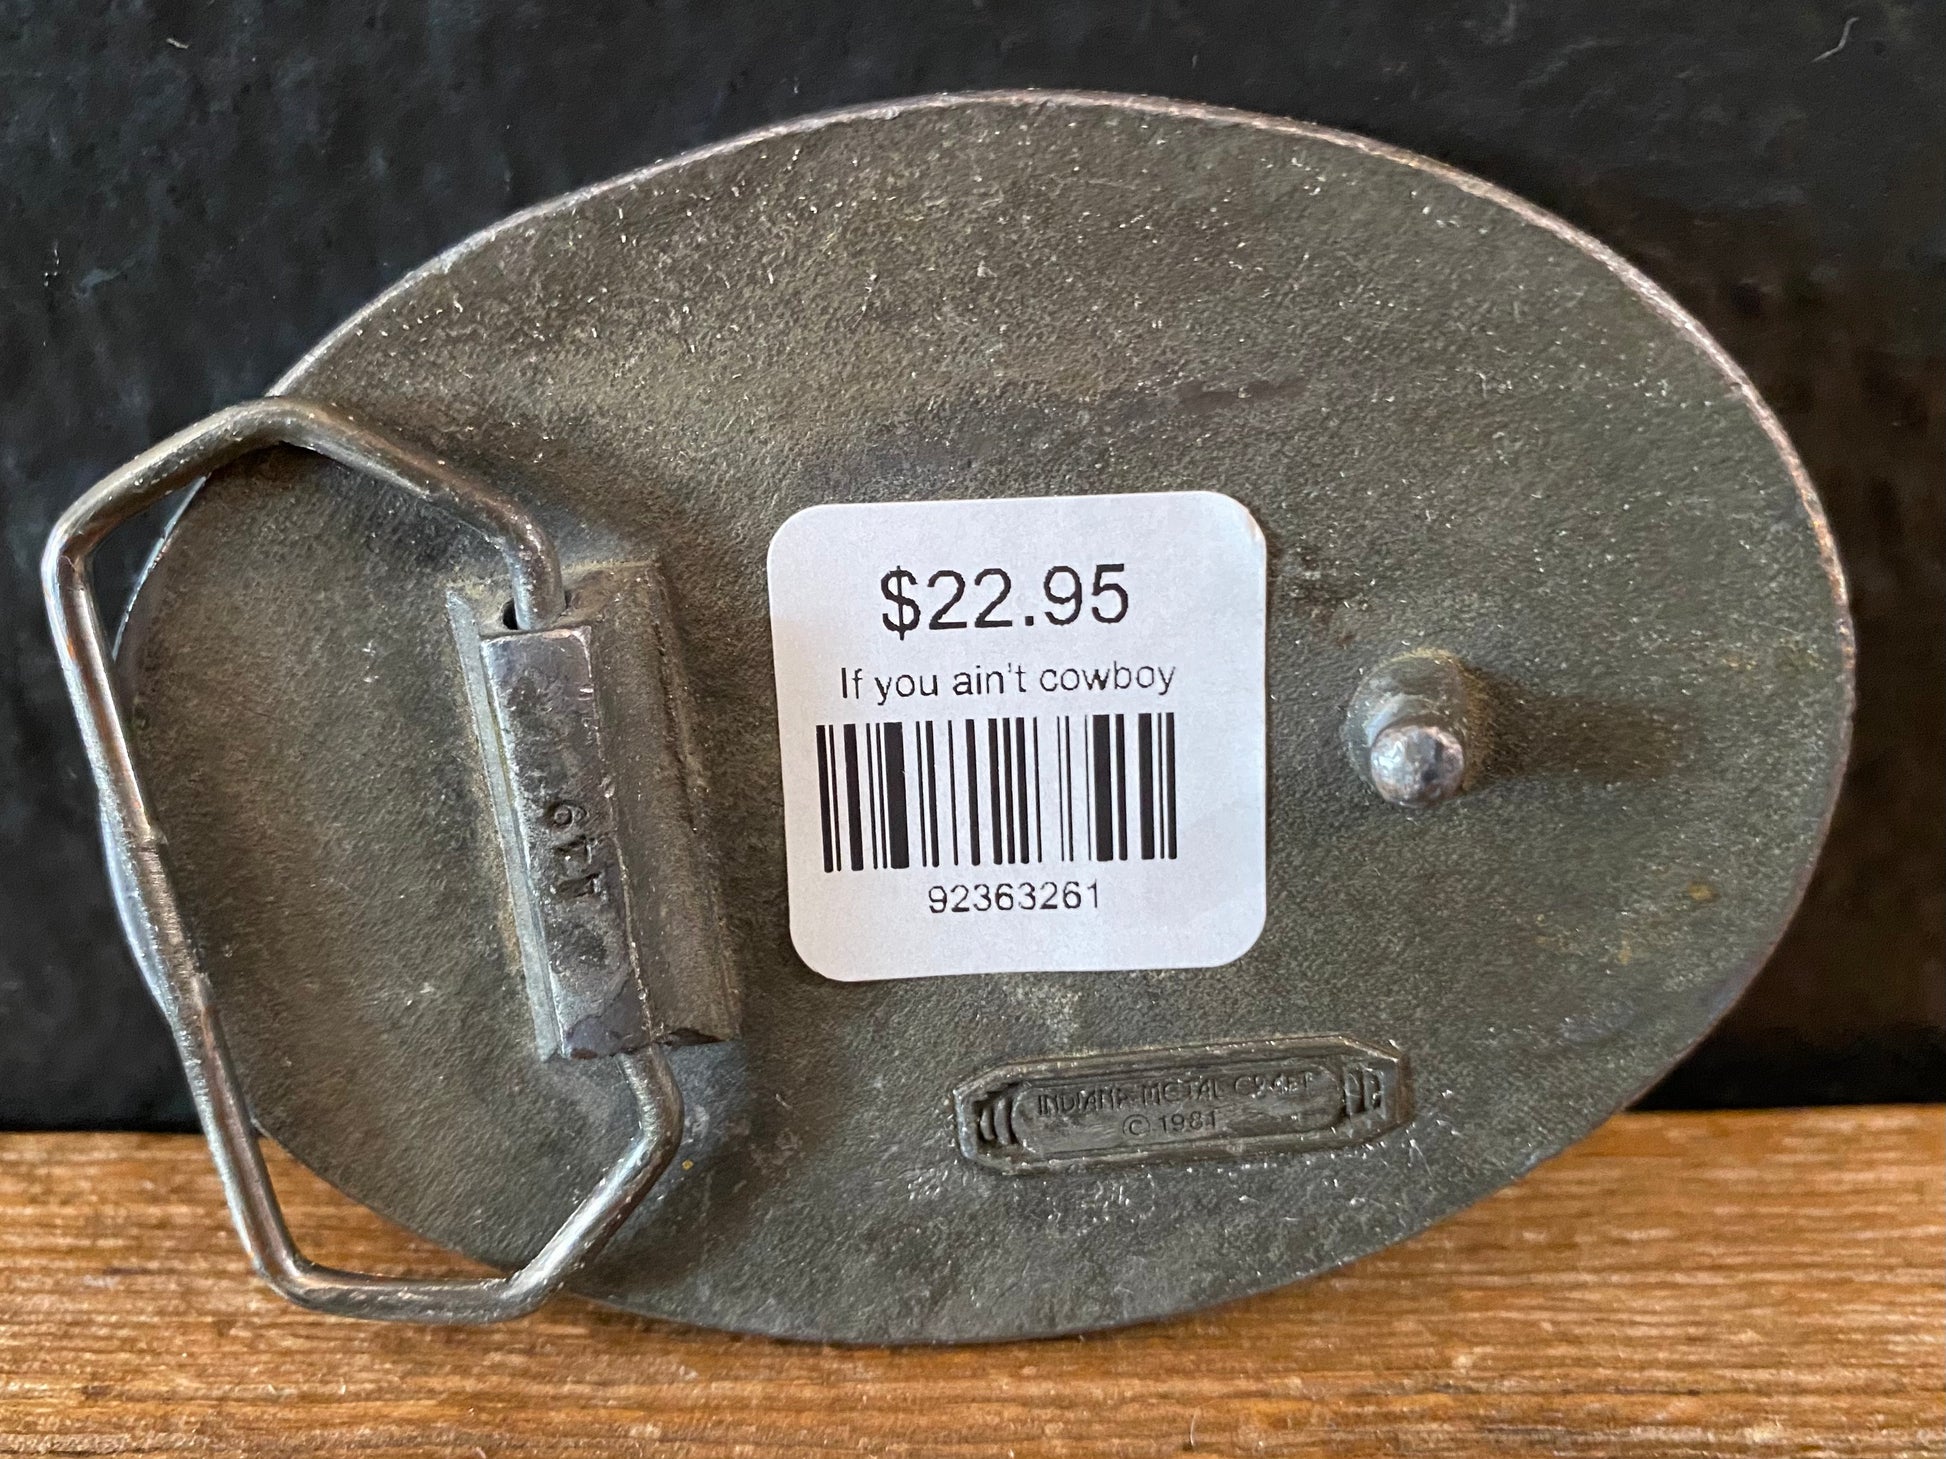 $22.95
If you ain't cowboy
92363261
149
INDIANA METAL CRAFT
© 1981